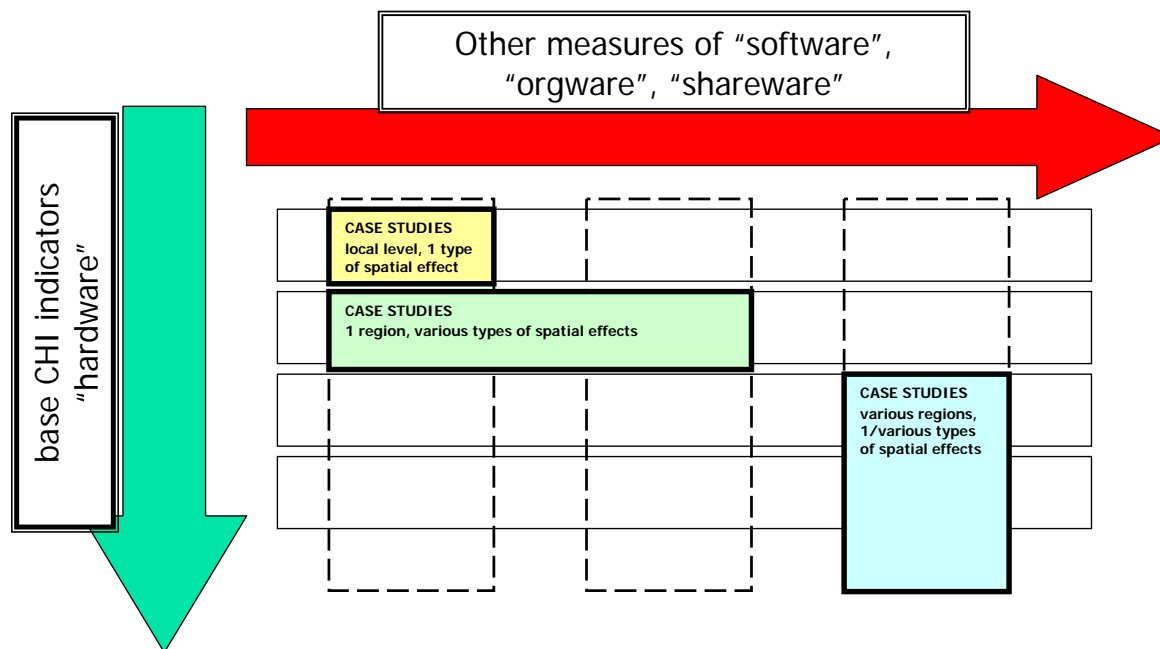 Other measures of “software”,
“orgware”, “shareware”
base CHI indicators
“hardware”
CASE STUDIES
local level, 1 type
of spatial effect
CASE STUDIES
1 region, various types of spatial effects
CASE STUDIES
various regions,
1/various types
of spatial effects